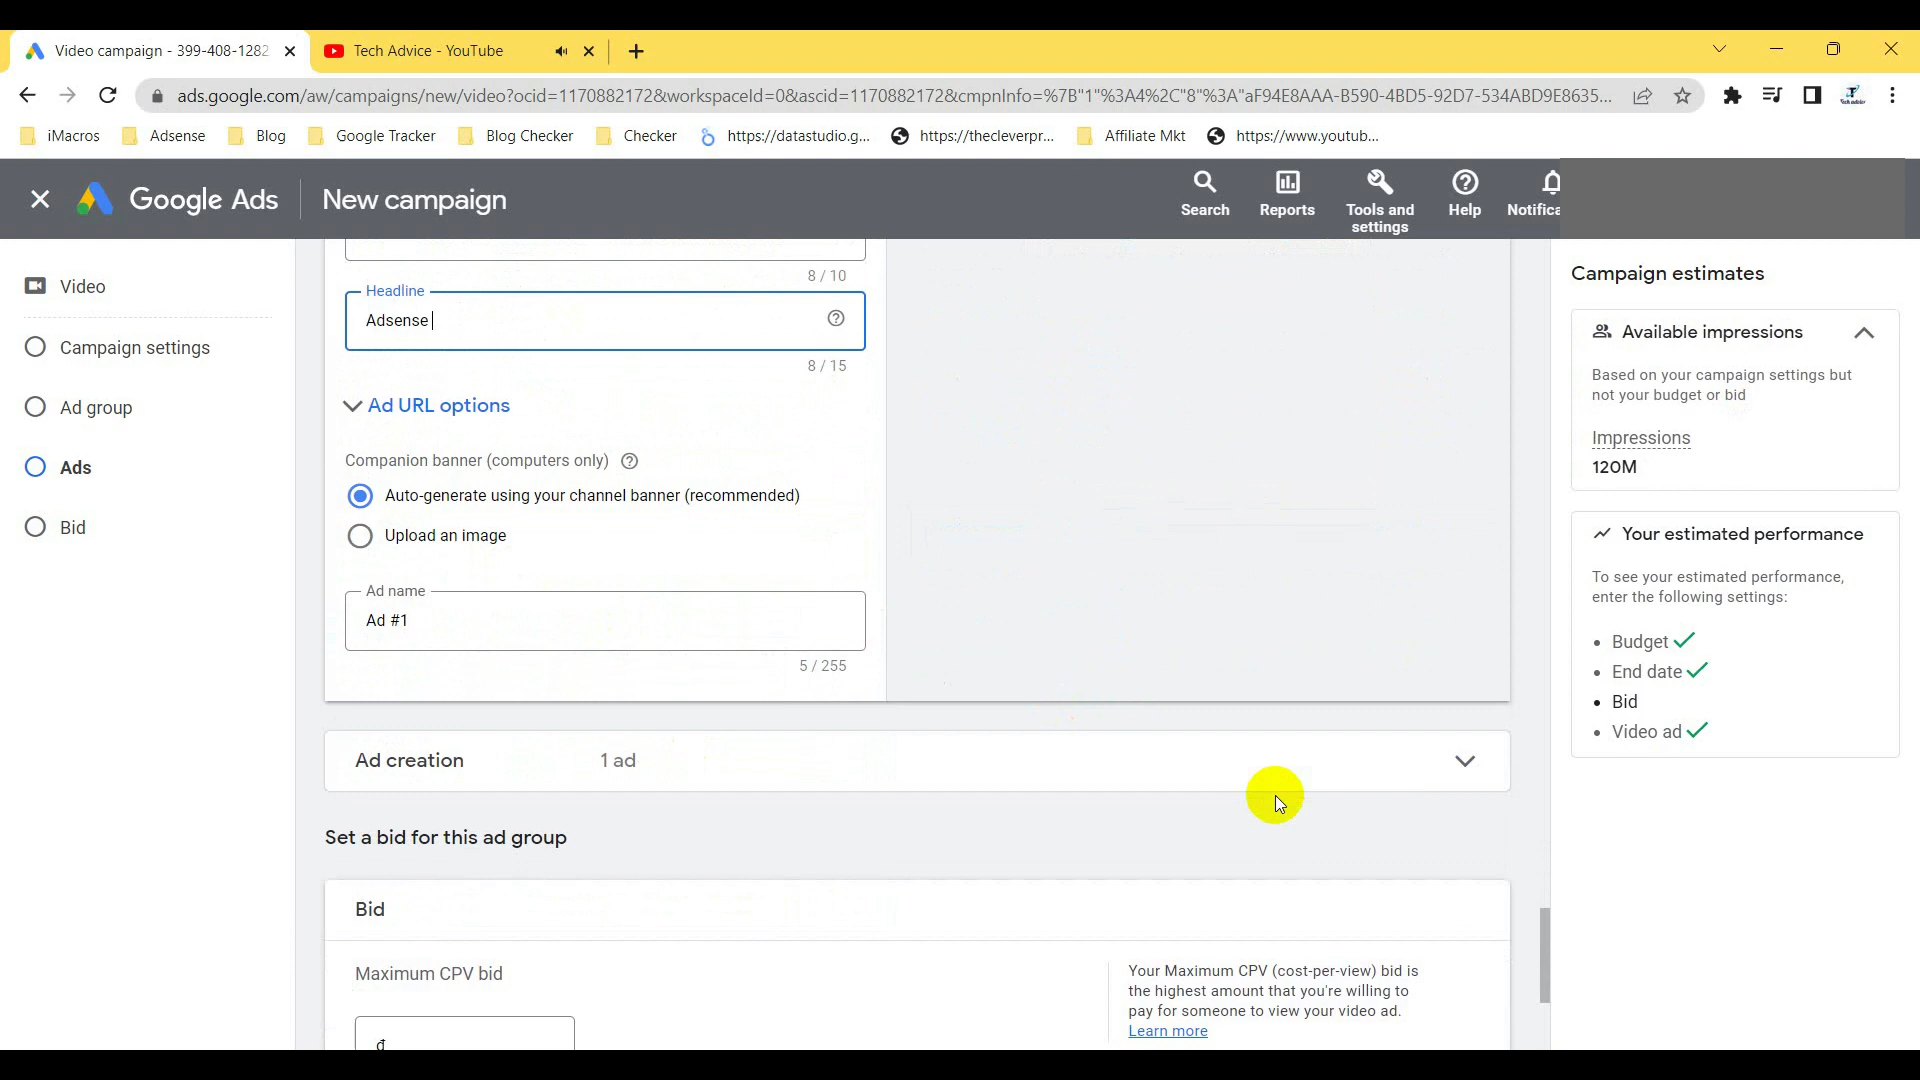 Video campaign - 399-408-1282
Tech Advice - YouTube
ads.google.com/aw/campaigns/new/video?ocid=1170882172&workspaceId=0&ascid=1170882172&cmpnInfo=%7B"1"%3A4%2C"8"%3A"aF94E8AAA-B590-4BD5-92D7-534ABD9E8635...
iMacros
Adsense
Blog
Google Tracker
Blog Checker
Checker
https://datastudio.g...
https://thecleverpr...
Affiliate Mkt
https://www.youtub...
Google Ads
New campaign
Search
Reports
Tools and
settings
Help
Notifica
Video
Campaign settings
Ad group
Ads
Bid
8 / 10
Headline
Adsense
8 / 15
Ad URL options
Companion banner (computers only)
Auto-generate using your channel banner (recommended)
Upload an image
Ad name
Ad #1
5 / 255
Ad creation
1 ad
Set a bid for this ad group
Bid
Maximum CPV bid
₫
Your Maximum CPV (cost-per-view) bid is
the highest amount that you're willing to
pay for someone to view your video ad.
Learn more
Campaign estimates
Available impressions
Based on your campaign settings but
not your budget or bid
Impressions
120M
Your estimated performance
To see your estimated performance,
enter the following settings:
• Budget
• End date
• Bid
• Video ad